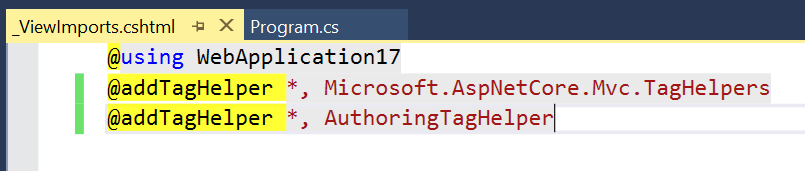 _ViewImports.cshtml Program.cs
@using WebApplication17
@addTagHelper *, Microsoft.AspNetCore.Mvc.TagHelpers
@addTagHelper *, AuthoringTagHelper